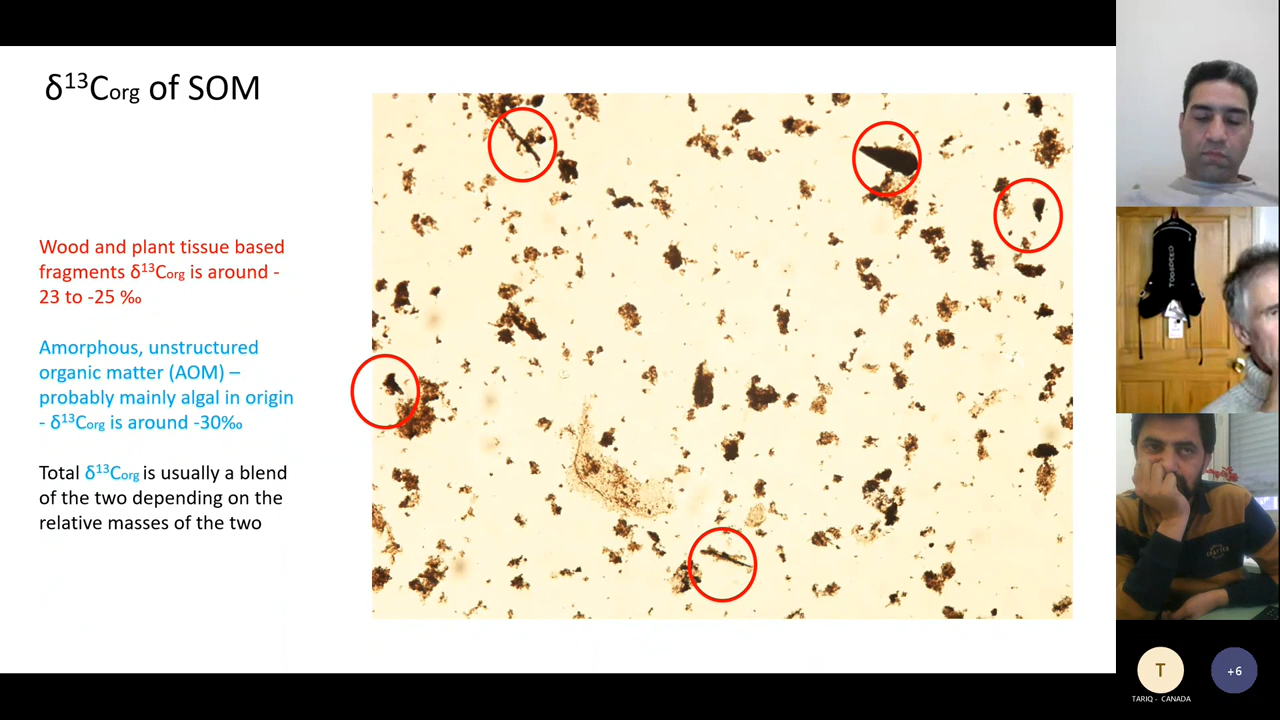 δ¹³Corg of SOM
Wood and plant tissue based
fragments δ¹³Corg is around -
23 to -25 ‰
Amorphous, unstructured
organic matter (AOM) –
probably mainly algal in origin
- δ¹³Corg is around -30‰
Total δ¹³Corg is usually a blend
of the two depending on the
relative masses of the two
TOOSPEED
CRAFTED
T
+6
TARIQ - CANADA